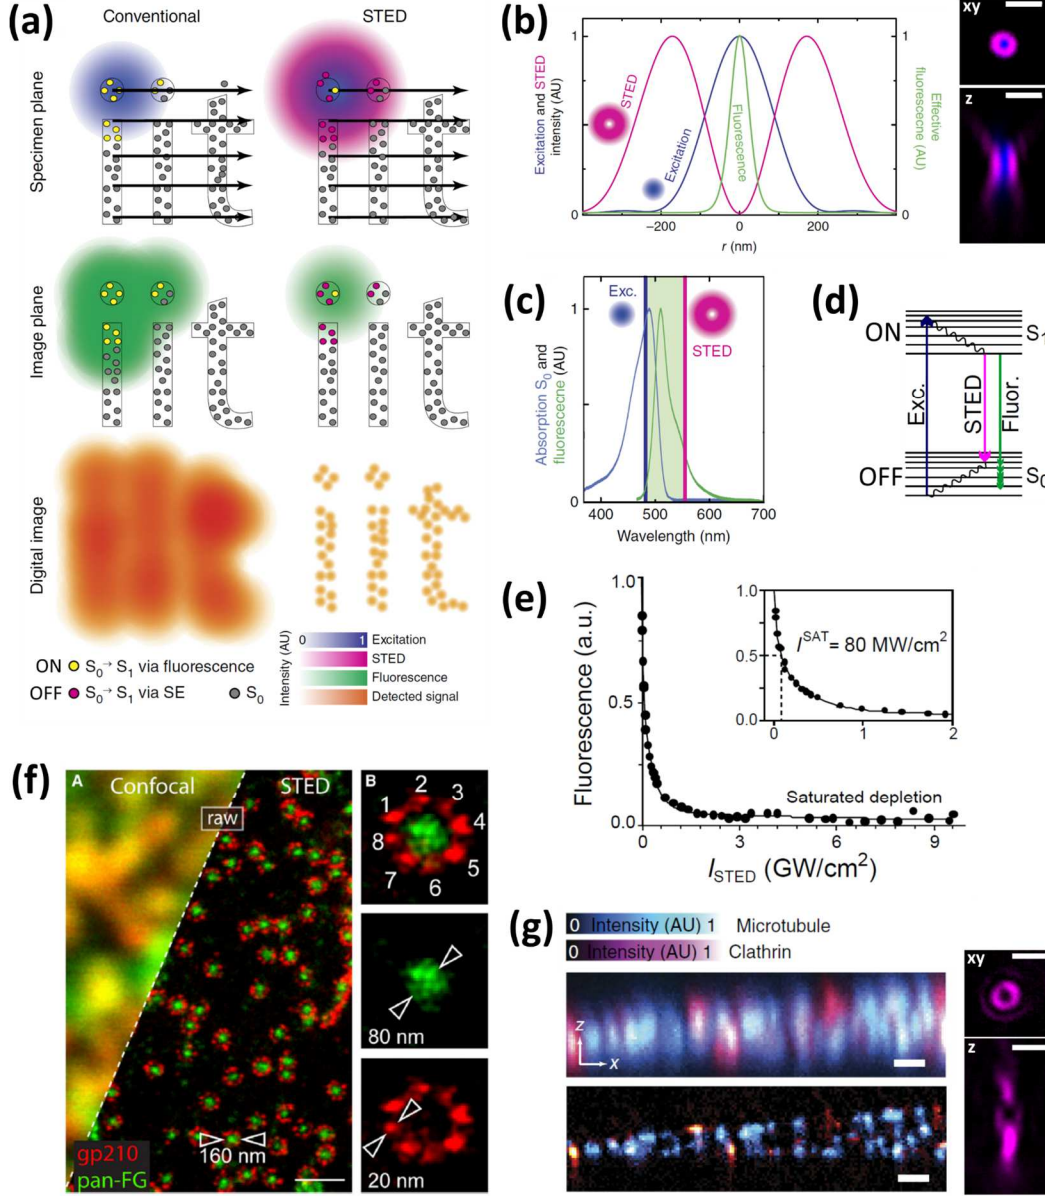 (a)
Conventional
STED
Specimen plane
Image plane
Digital image
ON S₀→ S₁ via fluorescence
OFF S₀→ S₁ via SE S₀
Intensity (AU)
0 1 Excitation
STED
Fluorescence
Detected signal
(b)
Excitation and STED
intensity (AU)
1
0
STED
Excitation
Fluorescence
1
0
Effective
fluorescecne (AU)
−200 0 200
r (nm)
xy
z
(c)
Absorption S₀ and
fluorescecne (AU)
1
0
Exc.
STED
400 500 600 700
Wavelength (nm)
(d)
ON S₁
Exc.
STED
Fluor.
OFF S₀
(e)
Fluorescence (a.u.)
1.0
0.5
0.0
0 3 6 9
I STED (GW/cm²)
Saturated depletion
1.0
0.5
0.0
0 1 2
I SAT = 80 MW/cm²
(f)
A Confocal STED
raw
160 nm
gp210
pan-FG
B
1 2 3 4 5 6 7 8
80 nm
20 nm
(g)
0 Intensity (AU) 1 Microtubule
0 Intensity (AU) 1 Clathrin
z
x
xy
z